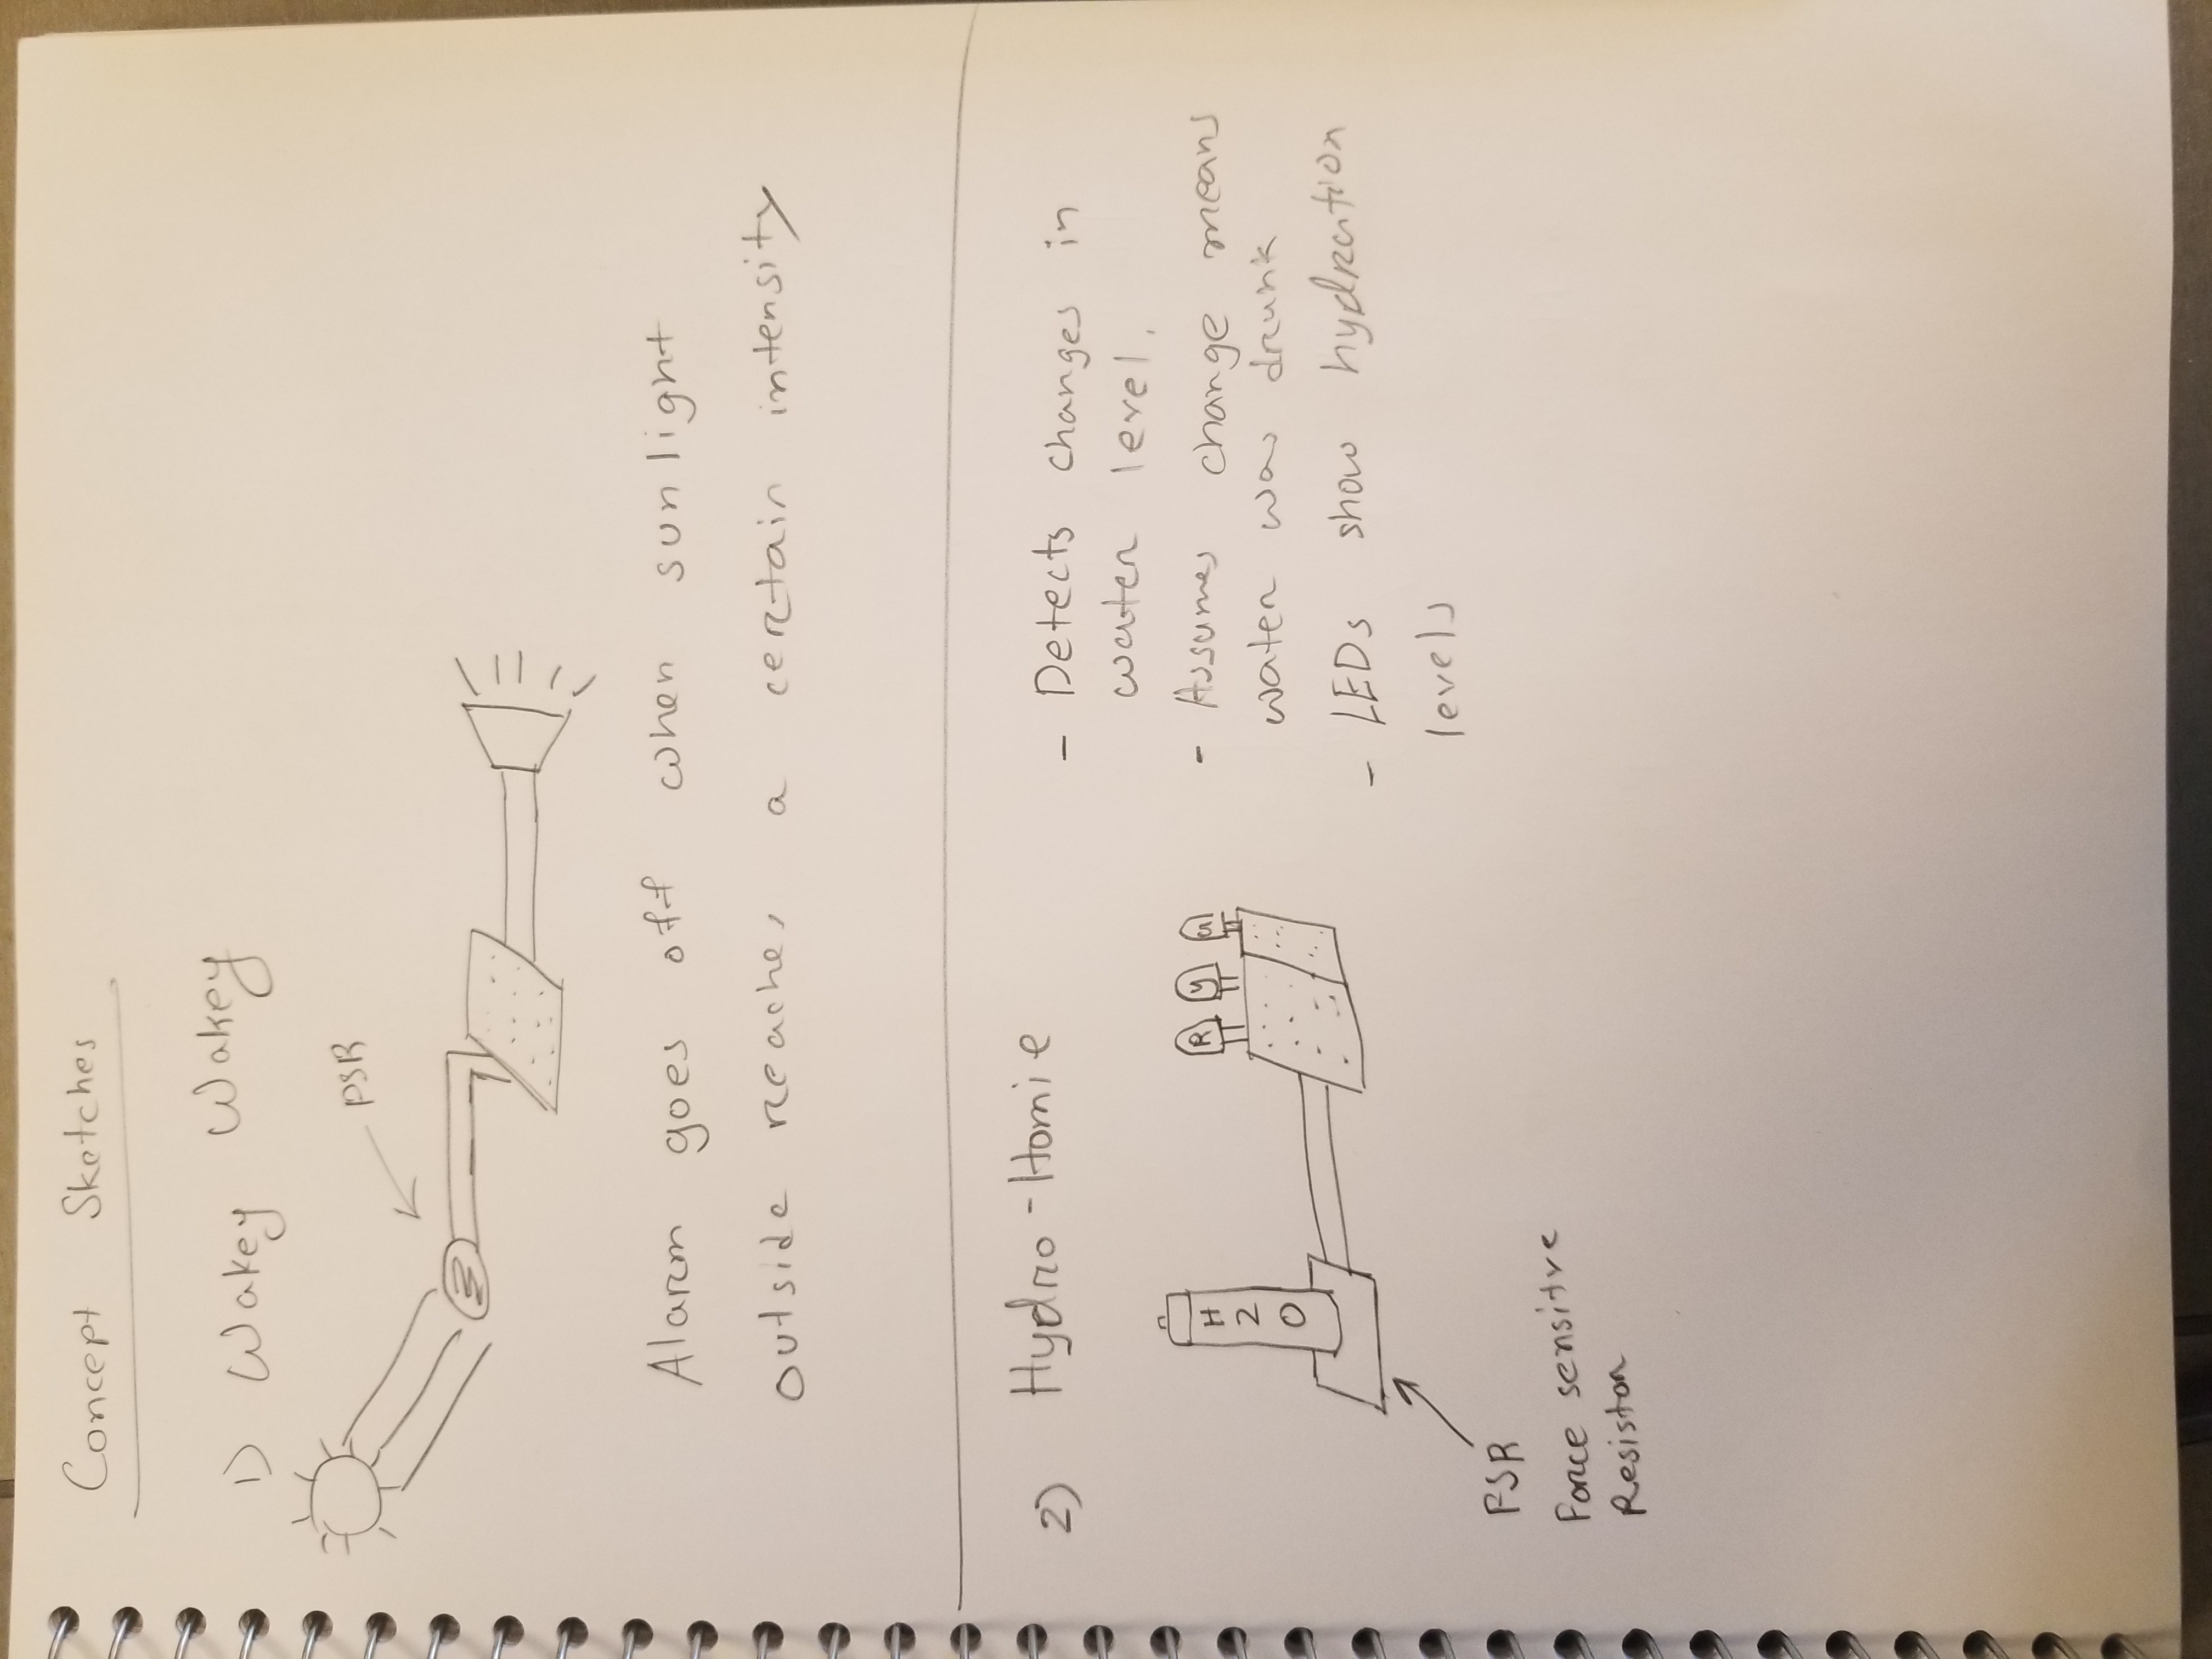 Concept Sketches
1) Wakey Wakey
PSR
Alarm goes off when sunlight
outside reaches a certain intensity
2) Hydro-Homie
H
2
O
R Y G
FSR
Force sensitive
Resistor
- Detects changes in
water level.
- Assumes change means
water was drunk
- LEDs show hydration
levels